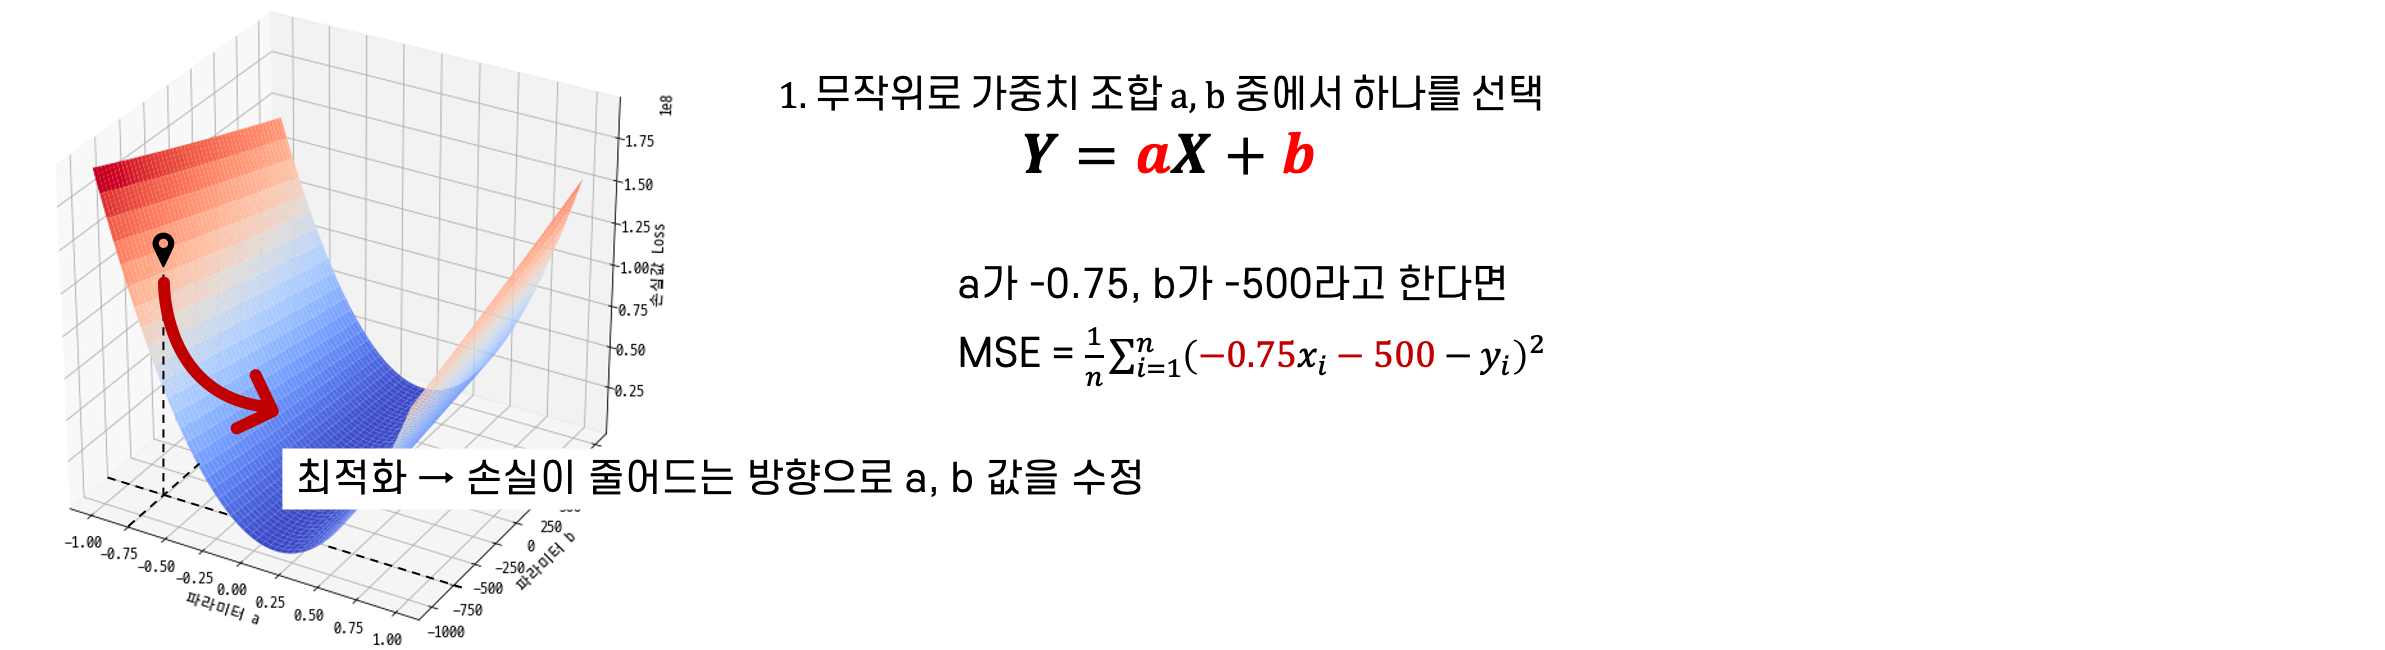 1. 무작위로 가중치 조합 a, b 중에서 하나를 선택
Y = aX + b
a가 -0.75, b가 -500라고 한다면
MSE = \frac{1}{n}∑_{i=1}^{n}(−0.75x_i − 500 − y_i)^2
최적화 → 손실이 줄어드는 방향으로 a, b 값을 수정
1e8
1.75
1.50
1.25
1.00
0.75
0.50
0.25
손실값 Loss
−1.00
−0.75
−0.50
−0.25
0.00
0.25
0.50
0.75
1.00
파라미터 a
250
0
−250
−500
−750
−1000
파라미터 b